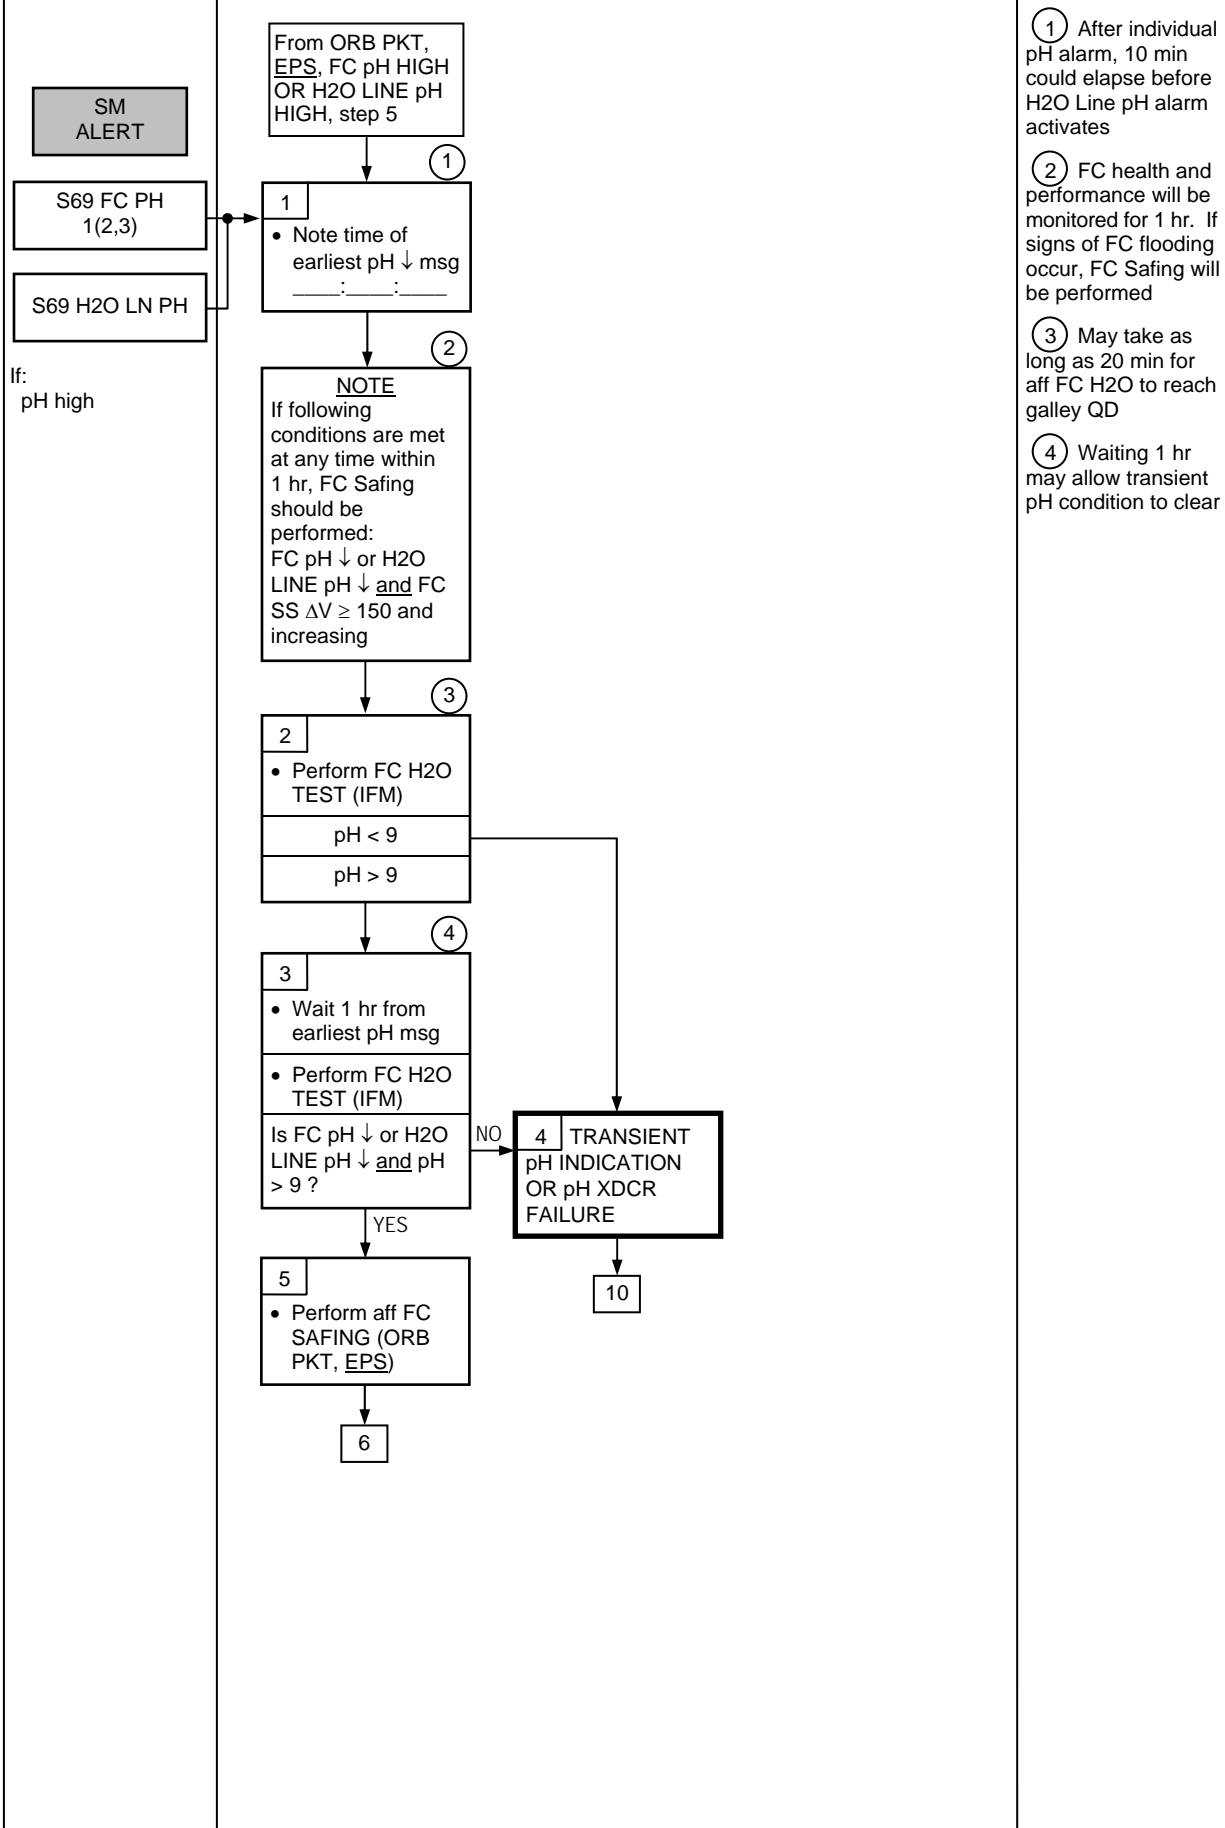 SM
ALERT
S69 FC PH
1(2,3)
S69 H2O LN PH
If:
pH high
From ORB PKT,
EPS, FC pH HIGH
OR H2O LINE pH
HIGH, step 5
1
1
• Note time of
earliest pH ↓ msg
____:____:____
2
NOTE
If following
conditions are met
at any time within
1 hr, FC Safing
should be
performed:
FC pH ↓ or H2O
LINE pH ↓ and FC
SS ΔV ≥ 150 and
increasing
3
2
• Perform FC H2O
TEST (IFM)
pH < 9
pH > 9
4
3
• Wait 1 hr from
earliest pH msg
• Perform FC H2O
TEST (IFM)
Is FC pH ↓ or H2O
LINE pH ↓ and pH
> 9 ?
NO
YES
4 TRANSIENT
pH INDICATION
OR pH XDCR
FAILURE
10
5
• Perform aff FC
SAFING (ORB
PKT, EPS)
6
1 After individual
pH alarm, 10 min
could elapse before
H2O Line pH alarm
activates
2 FC health and
performance will be
monitored for 1 hr. If
signs of FC flooding
occur, FC Safing will
be performed
3 May take as
long as 20 min for
aff FC H2O to reach
galley QD
4 Waiting 1 hr
may allow transient
pH condition to clear